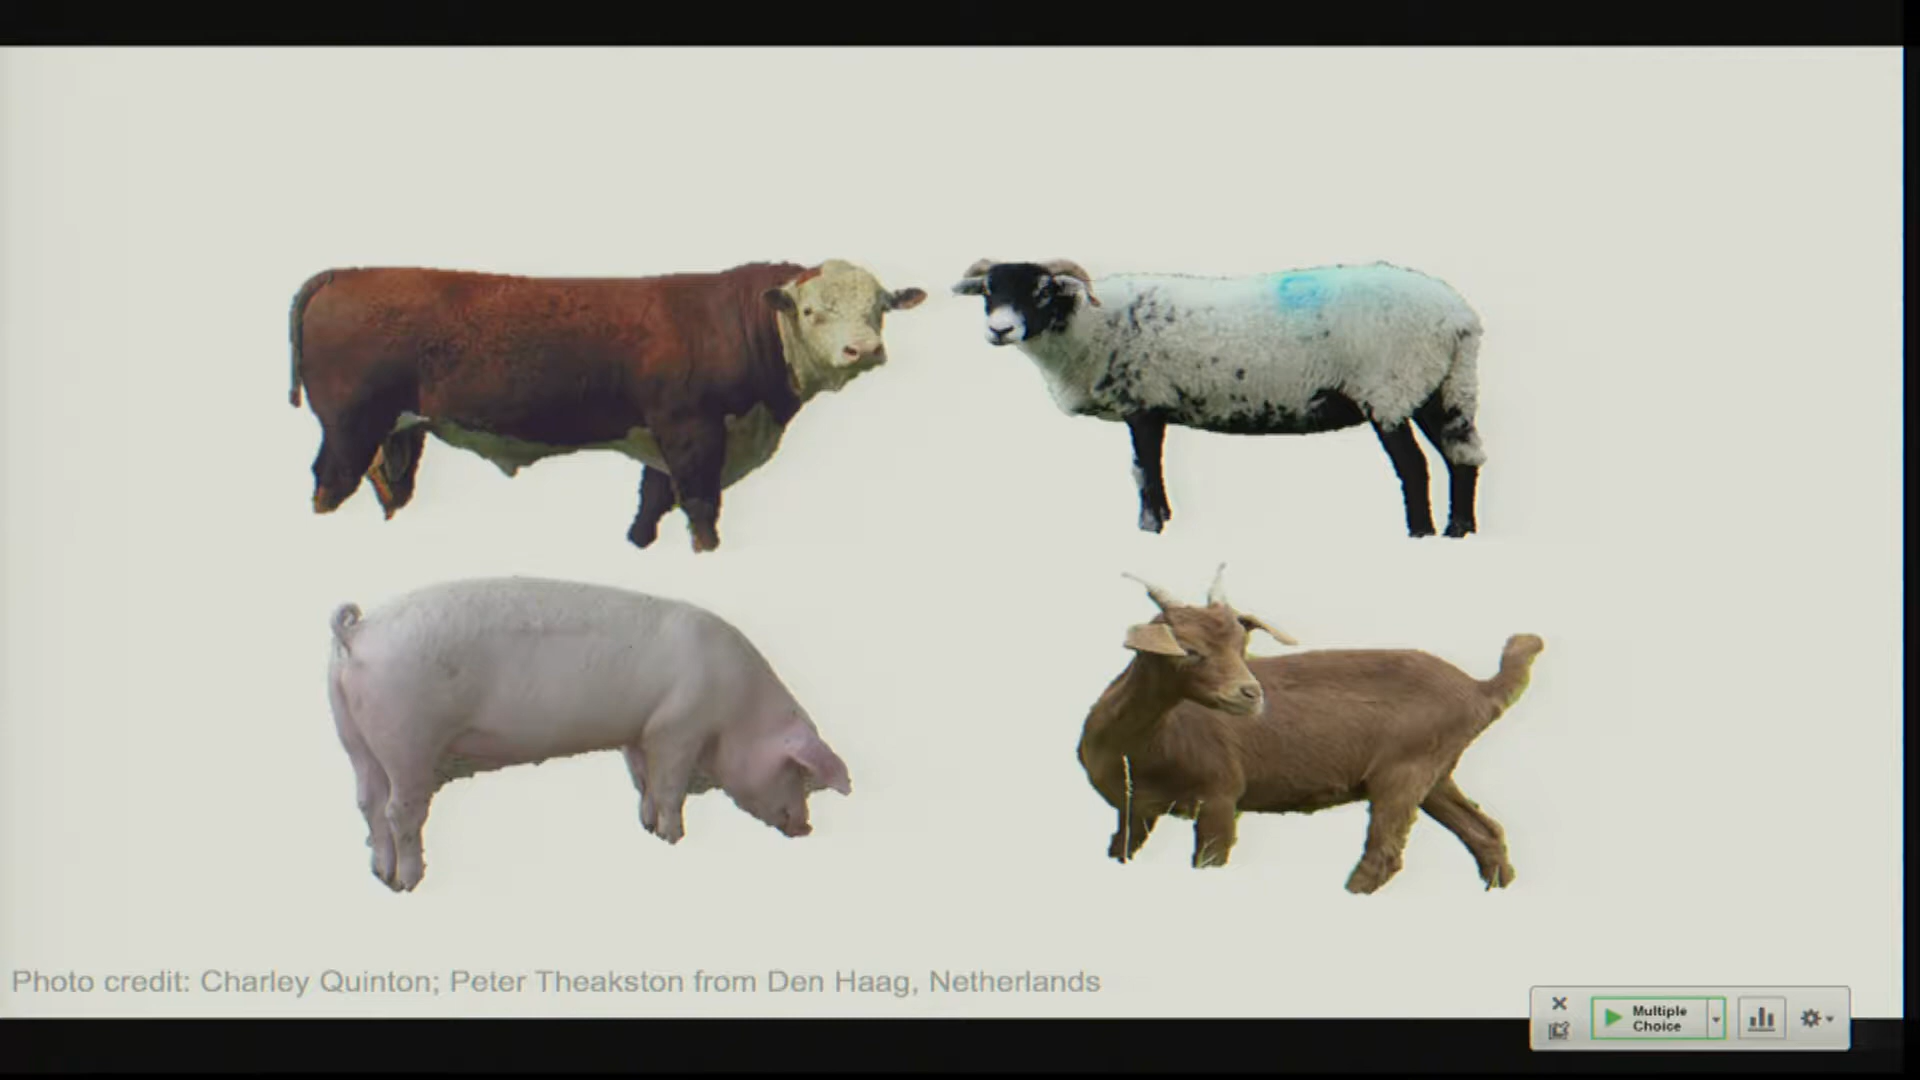 Photo credit: Charley Quinton; Peter Theakston from Den Haag, Netherlands
Multiple
Choice